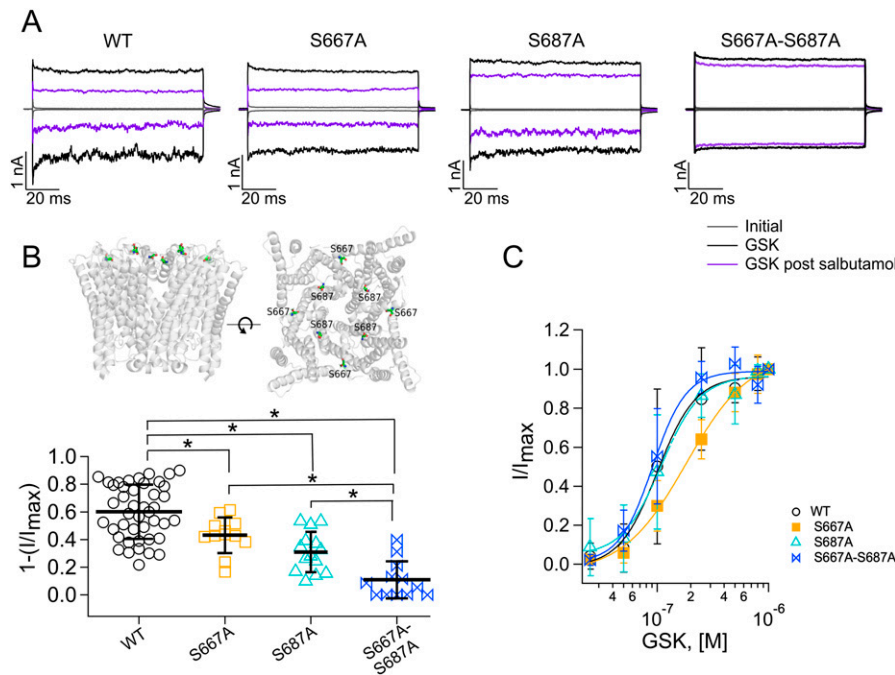 A
WT
S667A
S687A
S667A-S687A
1 nA
20 ms
1 nA
20 ms
1 nA
20 ms
1 nA
20 ms
Initial
GSK
GSK post salbutamol
B
S667
S687
S687
S667
S667
S687
S687
S667
1-(I/Imax)
1.0
0.8
0.6
0.4
0.2
0.0
*
*
*
*
*
WT
S667A
S687A
S667A-
S687A
C
I/Imax
1.2
1.0
0.8
0.6
0.4
0.2
0.0
WT
S667A
S687A
S667A-S687A
4
6
8
2
4
6
8
10-7
10-6
GSK, [M]